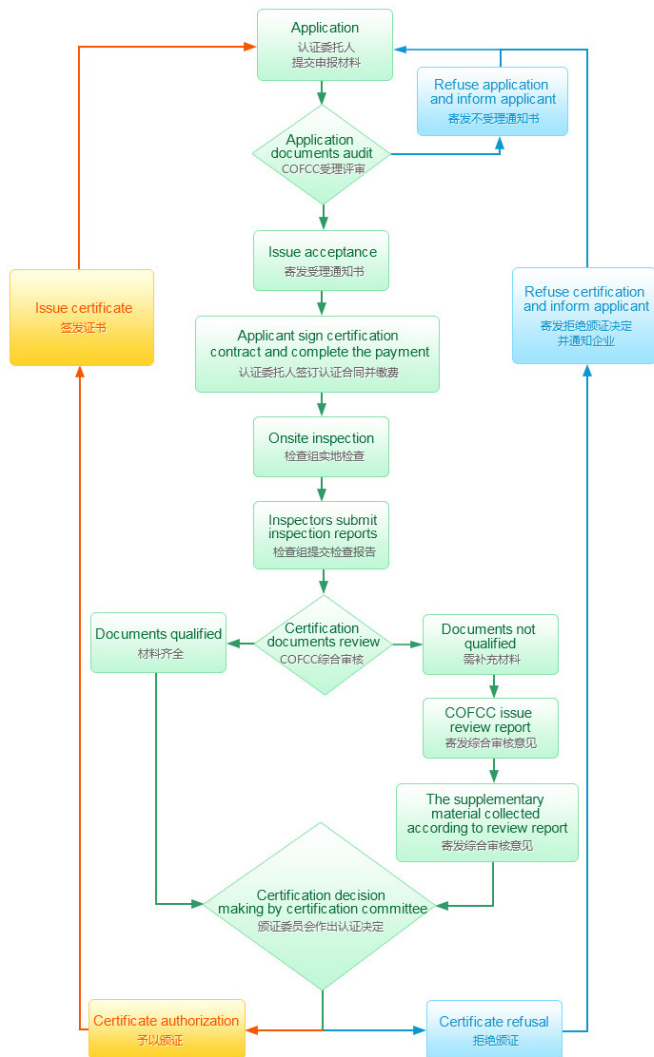 Application
认证委托人
提交申报材料
Refuse application
and inform applicant
寄发不受理通知书
Application
documents audit
COFCC受理评审
Issue acceptance
寄发受理通知书
Issue certificate
签发证书
Refuse certification
and inform applicant
寄发拒绝颁证决定
并通知企业
Applicant sign certification
contract and complete the payment
认证委托人签订认证合同并缴费
Onsite inspection
检查组实地检查
Inspectors submit
inspection reports
检查组提交检查报告
Documents qualified
材料齐全
Certification
documents review
COFCC综合审核
Documents not
qualified
需补充材料
COFCC issue
review report
寄发综合审核意见
The supplementary
material collected
according to review report
寄发综合审核意见
Certification decision
making by certification committee
颁证委员会作出认证决定
Certificate authorization
予以颁证
Certificate refusal
拒绝颁证